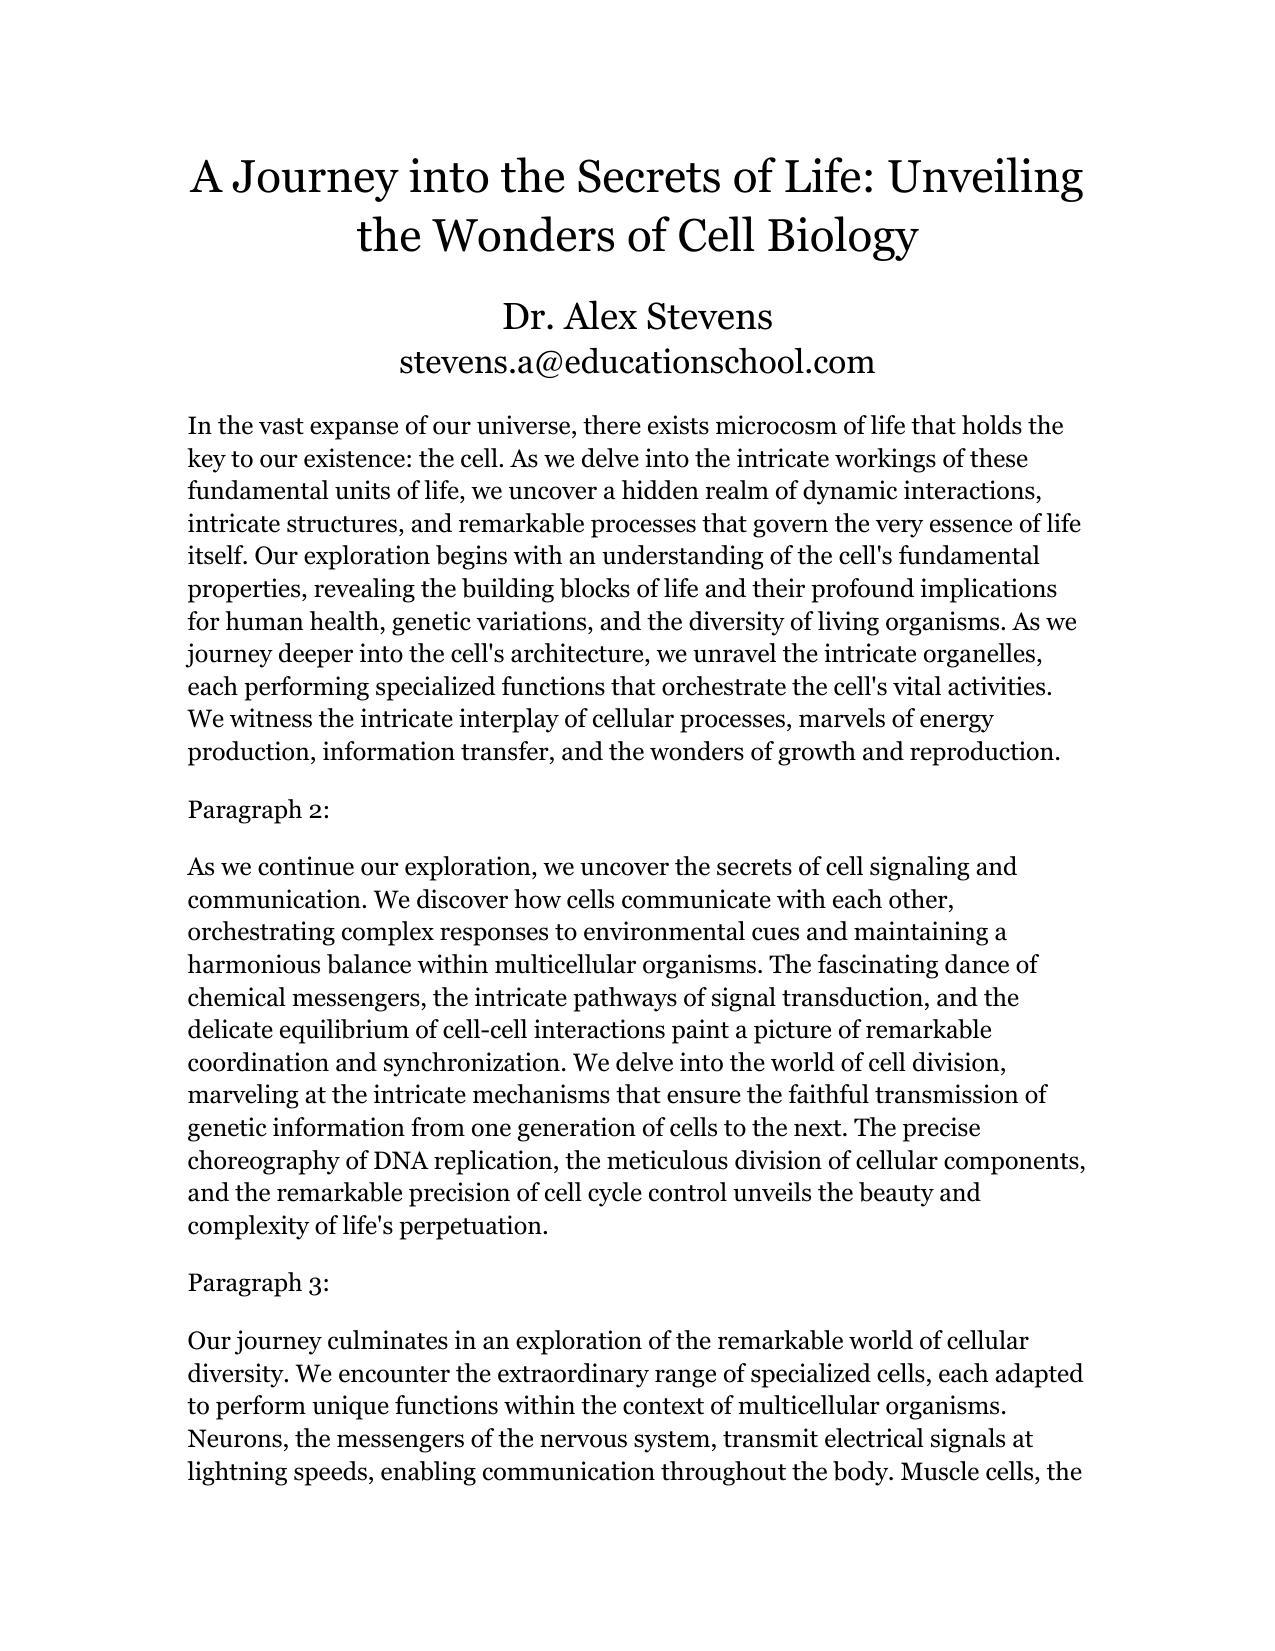 A Journey into the Secrets of Life: Unveiling
the Wonders of Cell Biology
Dr. Alex Stevens
stevens.a@educationschool.com
In the vast expanse of our universe, there exists microcosm of life that holds the
key to our existence: the cell. As we delve into the intricate workings of these
fundamental units of life, we uncover a hidden realm of dynamic interactions,
intricate structures, and remarkable processes that govern the very essence of life
itself. Our exploration begins with an understanding of the cell's fundamental
properties, revealing the building blocks of life and their profound implications
for human health, genetic variations, and the diversity of living organisms. As we
journey deeper into the cell's architecture, we unravel the intricate organelles,
each performing specialized functions that orchestrate the cell's vital activities.
We witness the intricate interplay of cellular processes, marvels of energy
production, information transfer, and the wonders of growth and reproduction.
Paragraph 2:
As we continue our exploration, we uncover the secrets of cell signaling and
communication. We discover how cells communicate with each other,
orchestrating complex responses to environmental cues and maintaining a
harmonious balance within multicellular organisms. The fascinating dance of
chemical messengers, the intricate pathways of signal transduction, and the
delicate equilibrium of cell-cell interactions paint a picture of remarkable
coordination and synchronization. We delve into the world of cell division,
marveling at the intricate mechanisms that ensure the faithful transmission of
genetic information from one generation of cells to the next. The precise
choreography of DNA replication, the meticulous division of cellular components,
and the remarkable precision of cell cycle control unveils the beauty and
complexity of life's perpetuation.
Paragraph 3:
Our journey culminates in an exploration of the remarkable world of cellular
diversity. We encounter the extraordinary range of specialized cells, each adapted
to perform unique functions within the context of multicellular organisms.
Neurons, the messengers of the nervous system, transmit electrical signals at
lightning speeds, enabling communication throughout the body. Muscle cells, the